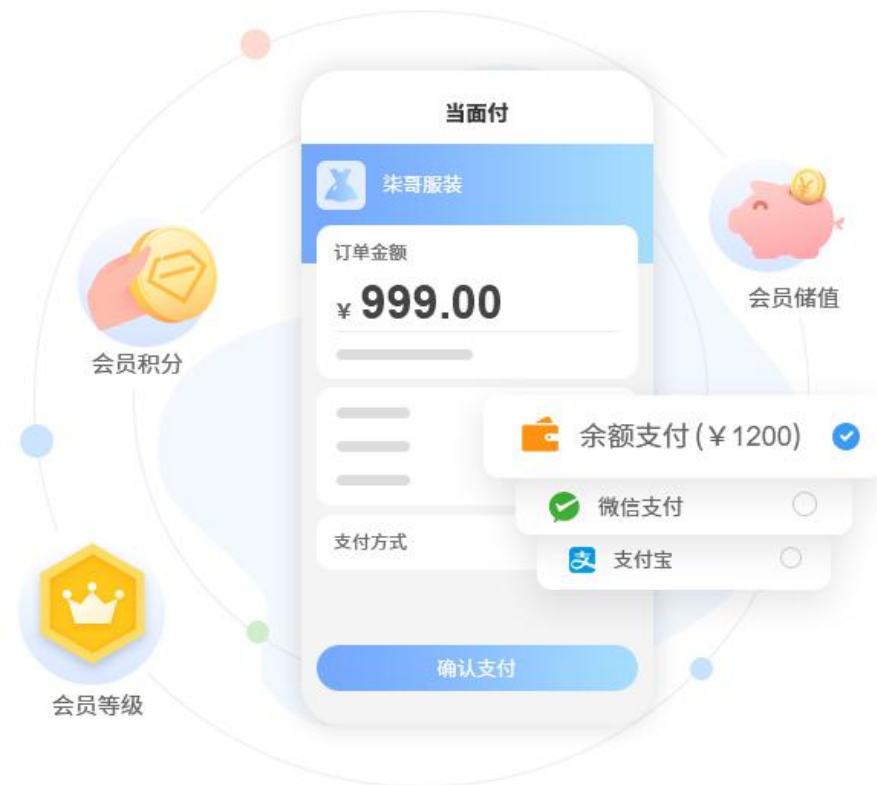 当面付
柒哥服装
订单金额
¥ 999.00
会员储值
会员积分
余额支付(¥1200)
微信支付
支付方式
支付宝
确认支付
会员等级